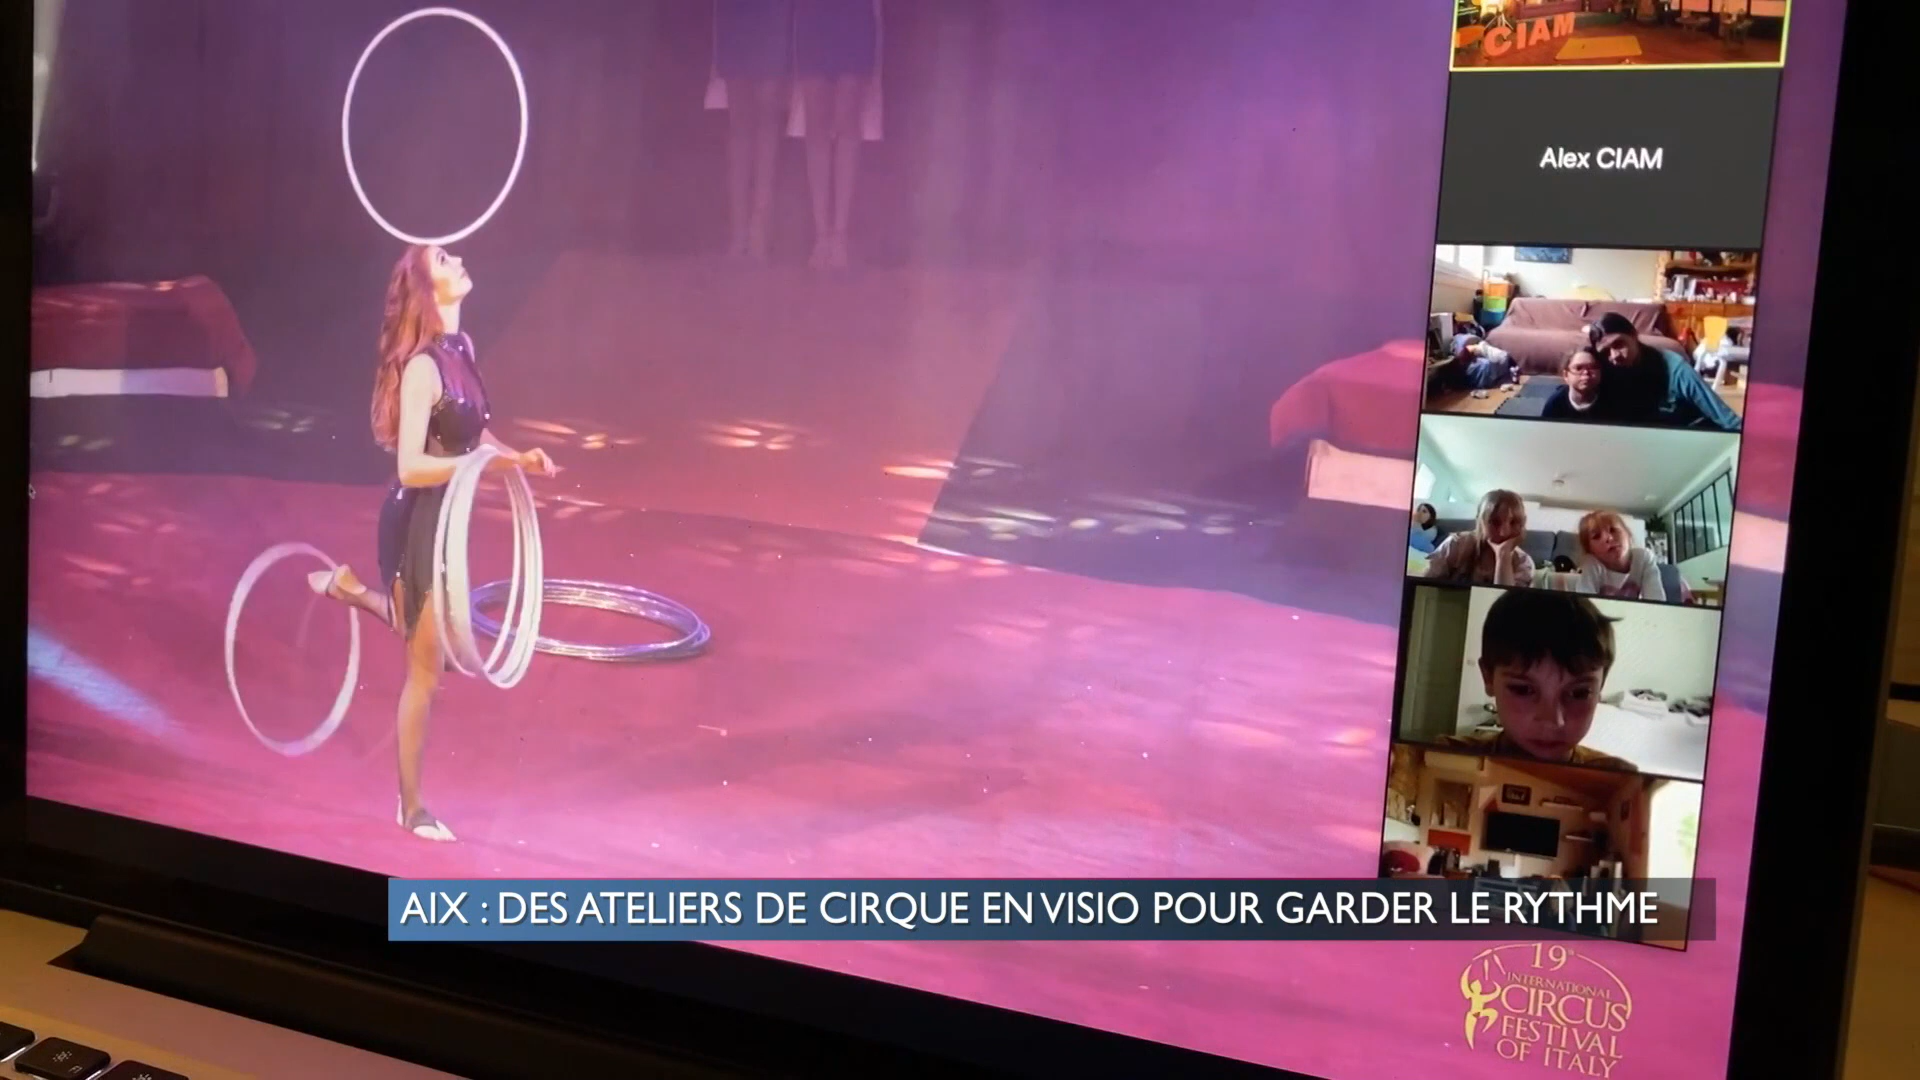 CIAM
Alex CIAM
AIX : DES ATELIERS DE CIRQUE EN VISIO POUR GARDER LE RYTHME
19°
INTERNATIONAL
CIRCUS
FESTIVAL
OF ITALY